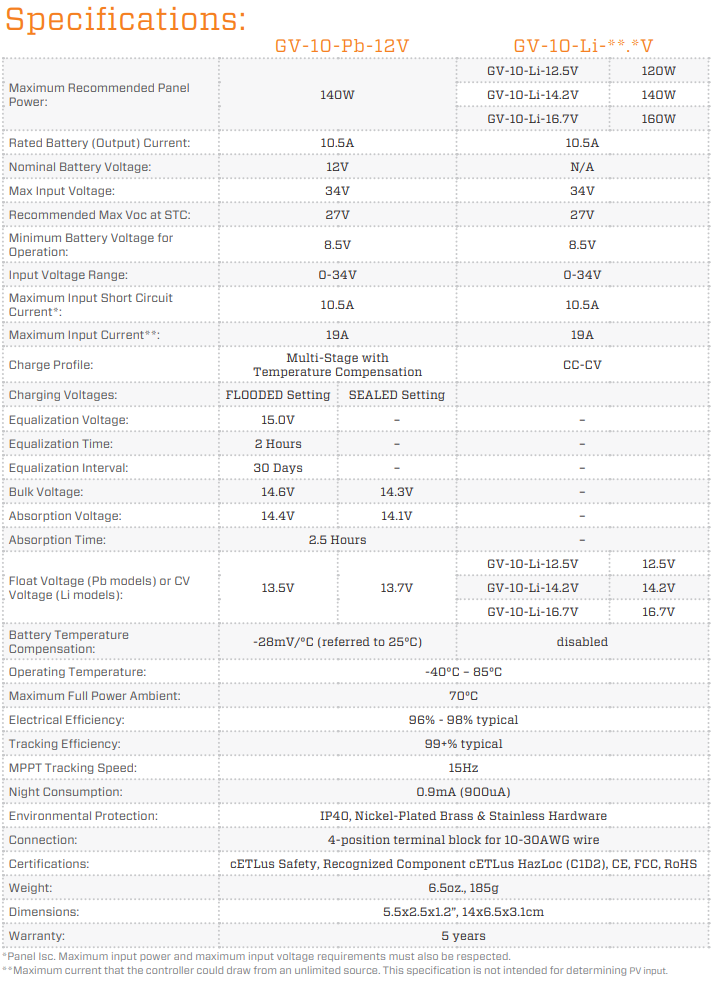 Specifications:
GV-10-Pb-12V GV-10-Li-**.*V
Maximum Recommended Panel
Power:
140W
GV-10-Li-12.5V 120W
GV-10-Li-14.2V 140W
GV-10-Li-16.7V 160W
Rated Battery (Output) Current: 10.5A 10.5A
Nominal Battery Voltage: 12V N/A
Max Input Voltage: 34V 34V
Recommended Max Voc at STC: 27V 27V
Minimum Battery Voltage for
Operation:
8.5V 8.5V
Input Voltage Range: 0-34V 0-34V
Maximum Input Short Circuit
Current*:
10.5A 10.5A
Maximum Input Current**: 19A 19A
Charge Profile:
Multi-Stage with
Temperature Compensation
CC-CV
Charging Voltages: FLOODED Setting SEALED Setting
Equalization Voltage: 15.0V – –
Equalization Time: 2 Hours – –
Equalization Interval: 30 Days – –
Bulk Voltage: 14.6V 14.3V –
Absorption Voltage: 14.4V 14.1V –
Absorption Time: 2.5 Hours –
Float Voltage (Pb models) or CV
Voltage (Li models):
13.5V 13.7V
GV-10-Li-12.5V 12.5V
GV-10-Li-14.2V 14.2V
GV-10-Li-16.7V 16.7V
Battery Temperature
Compensation:
-28mV/ºC (referred to 25ºC) disabled
Operating Temperature: -40ºC – 85ºC
Maximum Full Power Ambient: 70ºC
Electrical Efficiency: 96% - 98% typical
Tracking Efficiency: 99+% typical
MPPT Tracking Speed: 15Hz
Night Consumption: 0.9mA (900uA)
Environmental Protection: IP40, Nickel-Plated Brass & Stainless Hardware
Connection: 4-position terminal block for 10-30AWG wire
Certifications: cETLus Safety, Recognized Component cETLus HazLoc (C1D2), CE, FCC, RoHS
Weight: 6.5oz., 185g
Dimensions: 5.5x2.5x1.2", 14x6.5x3.1cm
Warranty: 5 years
*Panel Isc. Maximum input power and maximum input voltage requirements must also be respected.
**Maximum current that the controller could draw from an unlimited source. This specification is not intended for determining PV input.